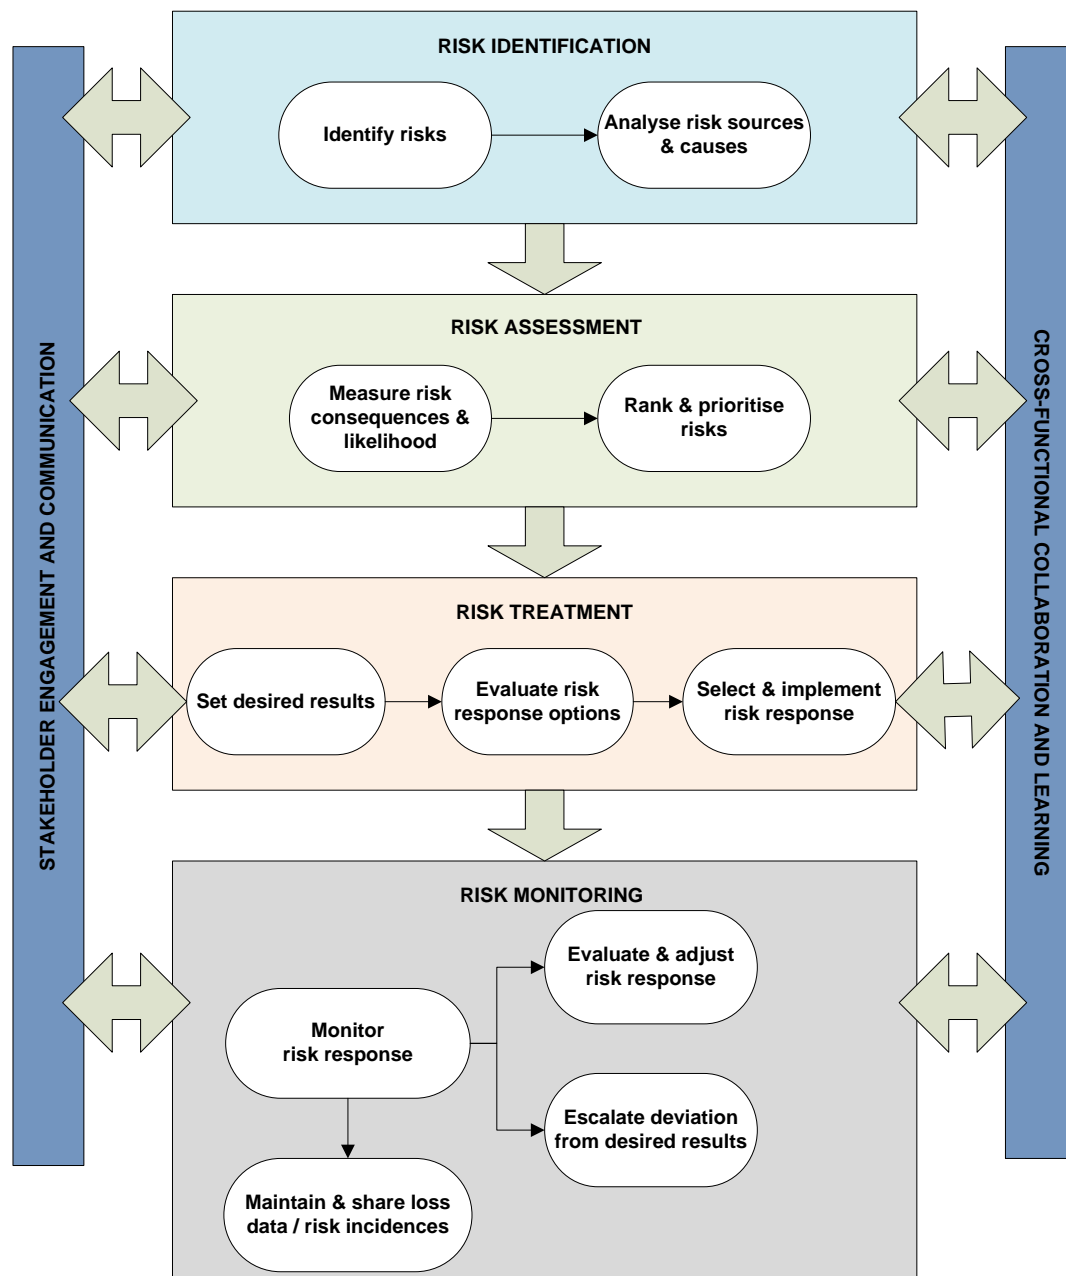 RISK IDENTIFICATION
Identify risks
Analyse risk sources
& causes
RISK ASSESSMENT
Measure risk
consequences &
likelihood
Rank & prioritise
risks
RISK TREATMENT
Set desired results
Evaluate risk
response options
Select & implement
risk response
RISK MONITORING
Evaluate & adjust
risk response
Monitor
risk response
Escalate deviation
from desired results
Maintain & share loss
data / risk incidences
STAKEHOLDER ENGAGEMENT AND COMMUNICATION
CROSS-FUNCTIONAL COLLABORATION AND LEARNING